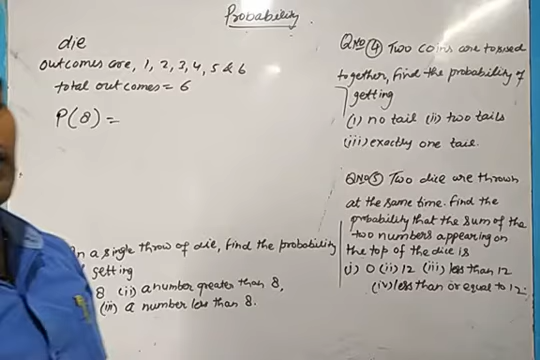 Probability
die
outcomes are, 1, 2, 3, 4, 5 & 6
total outcomes = 6
P(8) =
In a single throw of die, find the probability
getting
8 (ii) a number greater than 8,
(iii) a number less than 8.
QNo (4) Two coins are tossed
together, find the probability of
getting
(i) no tail (ii) two tails
(iii) exactly one tail.
QNo (5) Two dice are thrown
at the same time. Find the
probability that the sum of the
two numbers appearing on
the top of the dice is
(i) 0 (ii) 12 (iii) less than 12
(iv) less than or equal to 12.